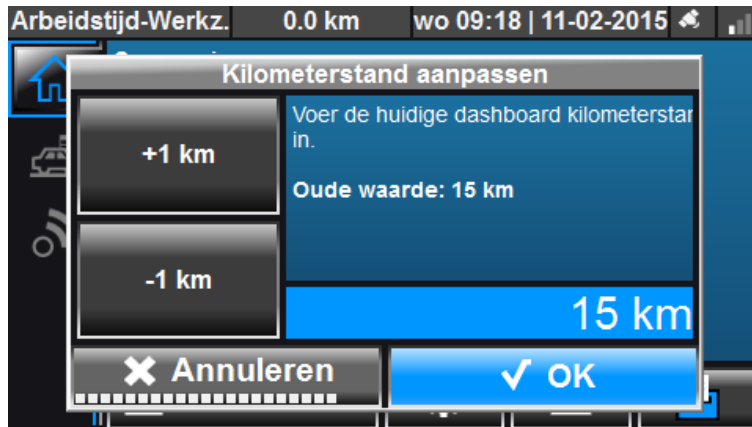 Arbeidstijd-Werkz. 0.0 km wo 09:18 | 11-02-2015
Kilometerstand aanpassen
+1 km
Voer de huidige dashboard kilometerstar
in.
Oude waarde: 15 km
-1 km
15 km
Annuleren
OK